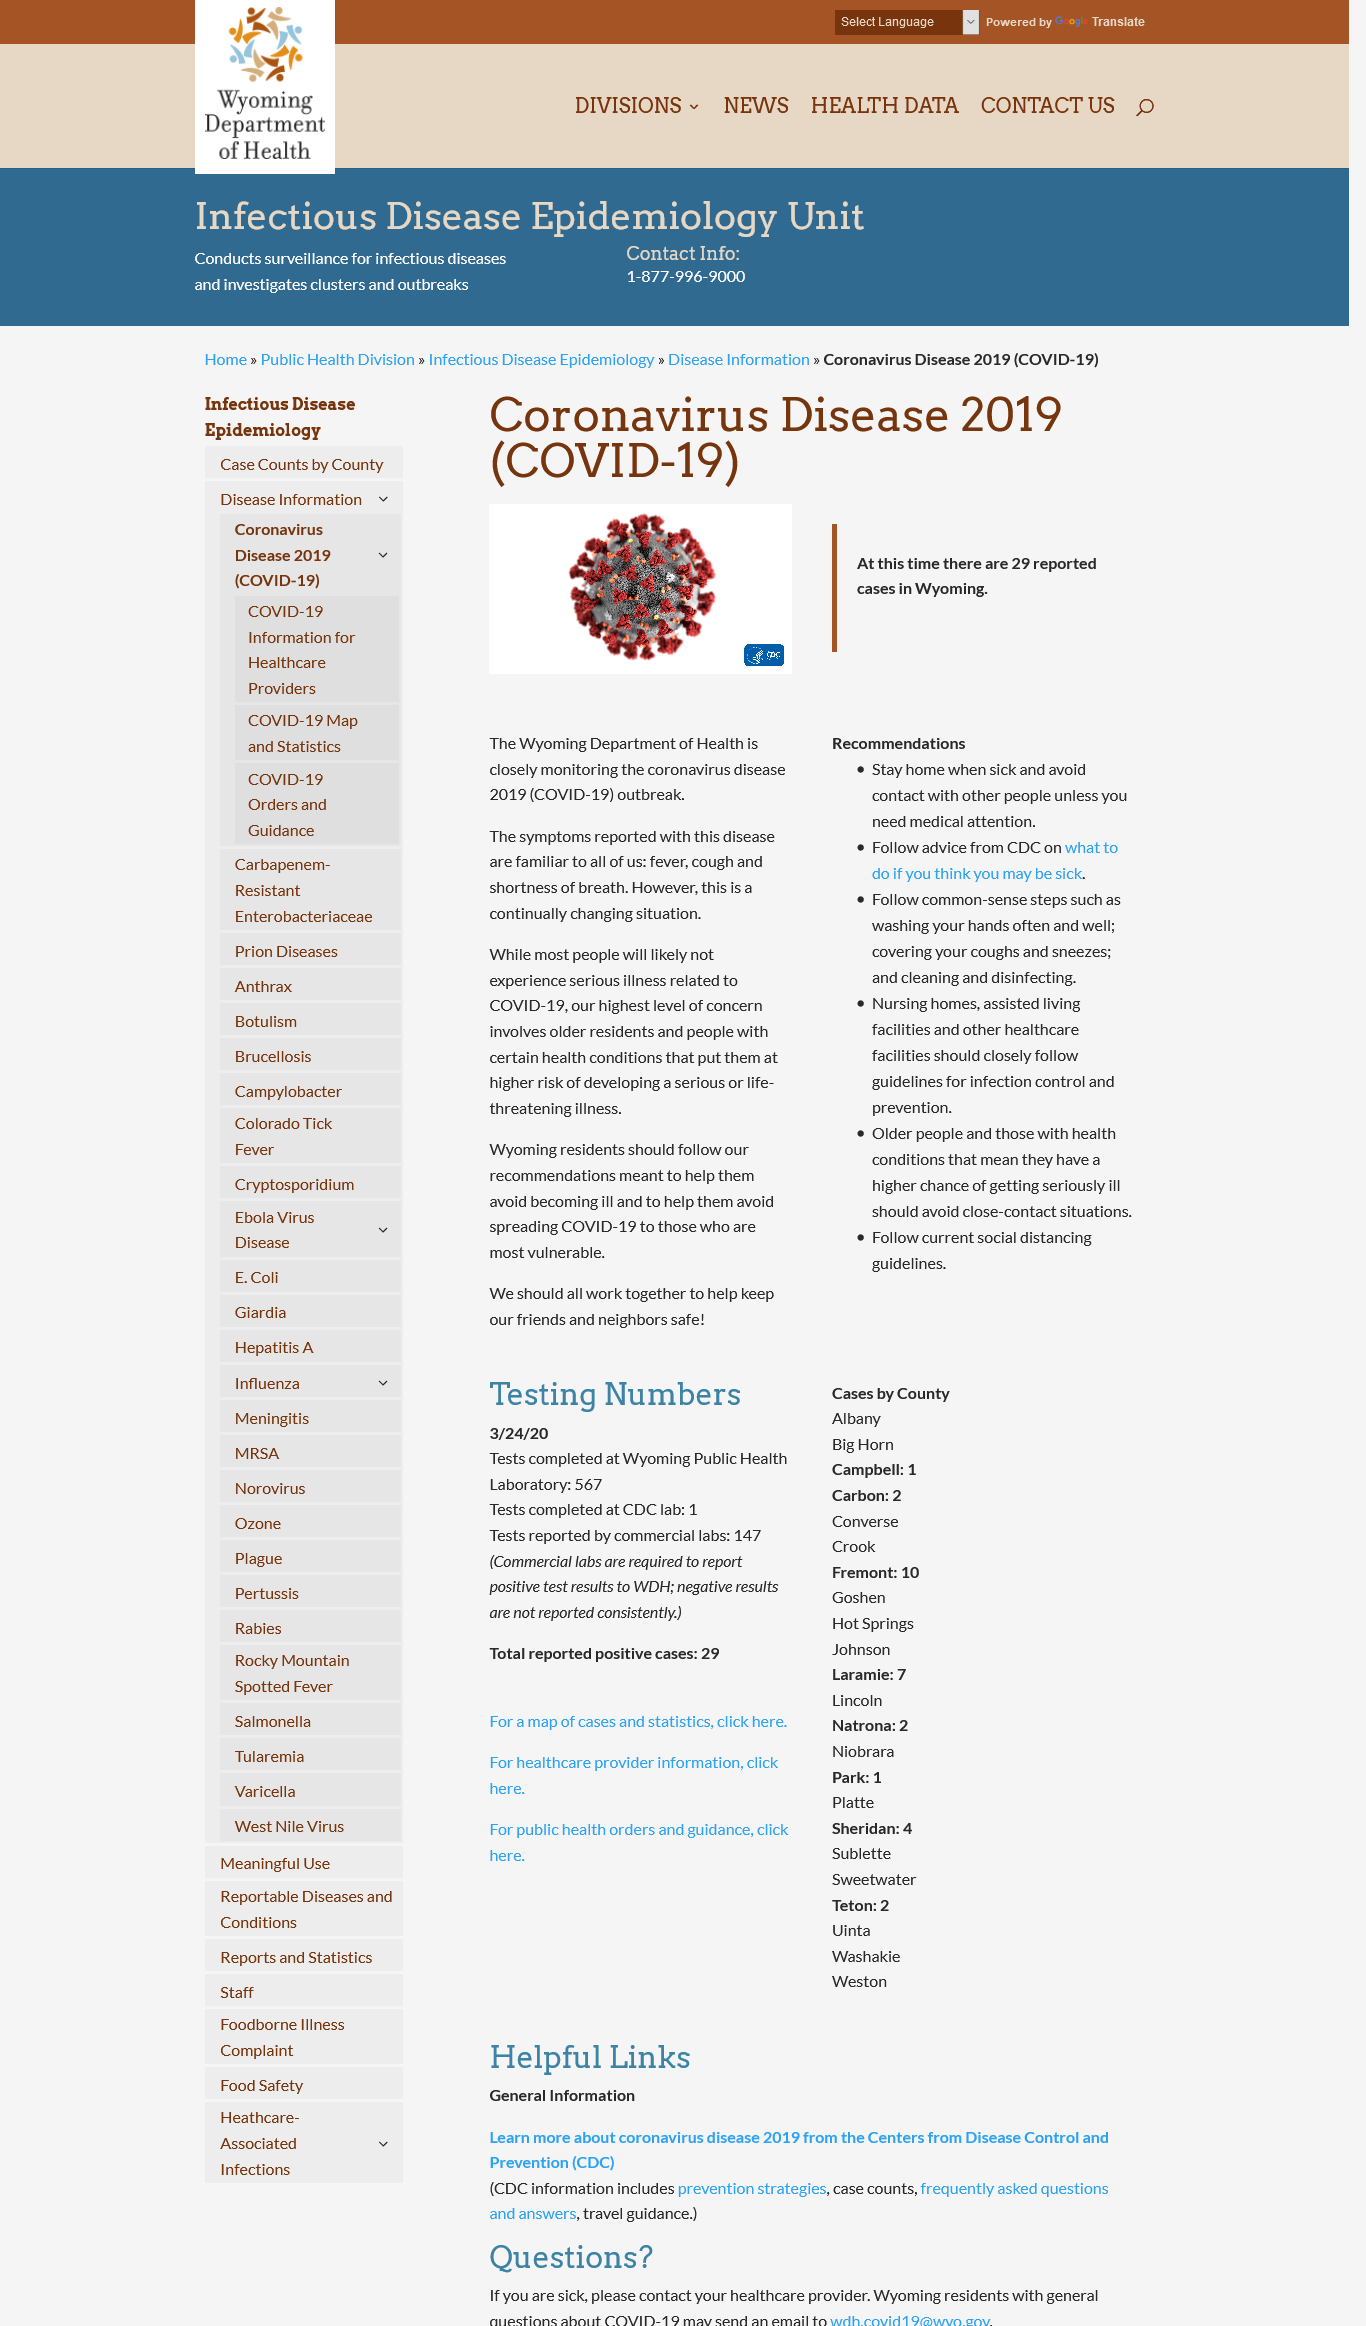 Select Language
Powered by Google Translate
Wyoming
Department
of Health
DIVISIONS
NEWS
HEALTH DATA
CONTACT US
Infectious Disease Epidemiology Unit
Conducts surveillance for infectious diseases
and investigates clusters and outbreaks
Contact Info:
1-877-996-9000
Home » Public Health Division » Infectious Disease Epidemiology » Disease Information » Coronavirus Disease 2019 (COVID-19)
Infectious Disease
Epidemiology
Case Counts by County
Disease Information
Coronavirus
Disease 2019
(COVID-19)
COVID-19
Information for
Healthcare
Providers
COVID-19 Map
and Statistics
COVID-19
Orders and
Guidance
Carbapenem-
Resistant
Enterobacteriaceae
Prion Diseases
Anthrax
Botulism
Brucellosis
Campylobacter
Colorado Tick
Fever
Cryptosporidium
Ebola Virus
Disease
E. Coli
Giardia
Hepatitis A
Influenza
Meningitis
MRSA
Norovirus
Ozone
Plague
Pertussis
Rabies
Rocky Mountain
Spotted Fever
Salmonella
Tularemia
Varicella
West Nile Virus
Meaningful Use
Reportable Diseases and
Conditions
Reports and Statistics
Staff
Foodborne Illness
Complaint
Food Safety
Heathcare-
Associated
Infections
Coronavirus Disease 2019
(COVID-19)
CDC
At this time there are 29 reported
cases in Wyoming.
The Wyoming Department of Health is
closely monitoring the coronavirus disease
2019 (COVID-19) outbreak.
The symptoms reported with this disease
are familiar to all of us: fever, cough and
shortness of breath. However, this is a
continually changing situation.
While most people will likely not
experience serious illness related to
COVID-19, our highest level of concern
involves older residents and people with
certain health conditions that put them at
higher risk of developing a serious or life-
threatening illness.
Wyoming residents should follow our
recommendations meant to help them
avoid becoming ill and to help them avoid
spreading COVID-19 to those who are
most vulnerable.
We should all work together to help keep
our friends and neighbors safe!
Recommendations
• Stay home when sick and avoid
contact with other people unless you
need medical attention.
• Follow advice from CDC on what to
do if you think you may be sick.
• Follow common-sense steps such as
washing your hands often and well;
covering your coughs and sneezes;
and cleaning and disinfecting.
• Nursing homes, assisted living
facilities and other healthcare
facilities should closely follow
guidelines for infection control and
prevention.
• Older people and those with health
conditions that mean they have a
higher chance of getting seriously ill
should avoid close-contact situations.
• Follow current social distancing
guidelines.
Testing Numbers
3/24/20
Tests completed at Wyoming Public Health
Laboratory: 567
Tests completed at CDC lab: 1
Tests reported by commercial labs: 147
(Commercial labs are required to report
positive test results to WDH; negative results
are not reported consistently.)
Total reported positive cases: 29
For a map of cases and statistics, click here.
For healthcare provider information, click
here.
For public health orders and guidance, click
here.
Cases by County
Albany
Big Horn
Campbell: 1
Carbon: 2
Converse
Crook
Fremont: 10
Goshen
Hot Springs
Johnson
Laramie: 7
Lincoln
Natrona: 2
Niobrara
Park: 1
Platte
Sheridan: 4
Sublette
Sweetwater
Teton: 2
Uinta
Washakie
Weston
Helpful Links
General Information
Learn more about coronavirus disease 2019 from the Centers from Disease Control and
Prevention (CDC)
(CDC information includes prevention strategies, case counts, frequently asked questions
and answers, travel guidance.)
Questions?
If you are sick, please contact your healthcare provider. Wyoming residents with general
questions about COVID-19 may send an email to wdh.covid19@wyo.gov.